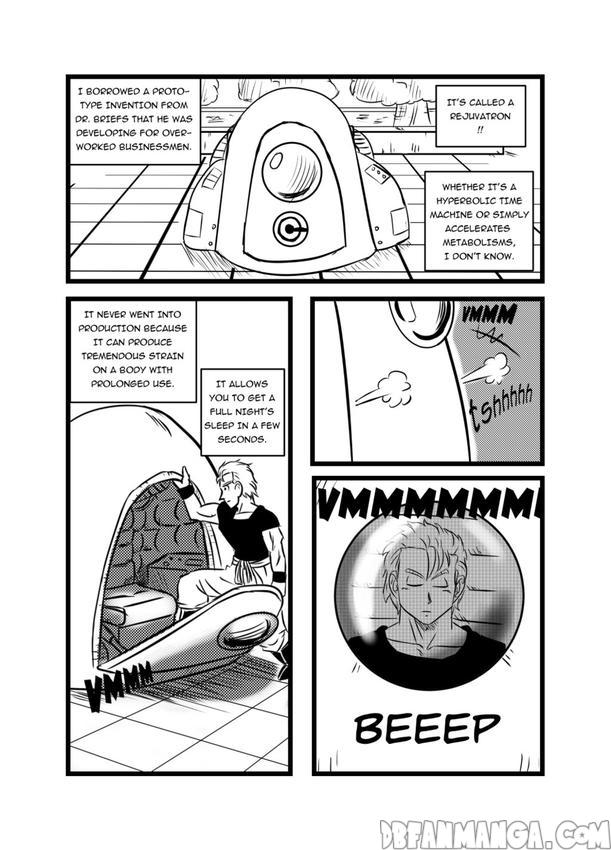 I BORROWED A PROTO-
TYPE INVENTION FROM
DR. BRIEFS THAT HE WAS
DEVELOPING FOR OVER-
WORKED BUSINESSMEN.
IT'S CALLED A
REJUVATRON
!!
WHETHER IT'S A
HYPERBOLIC TIME
MACHINE OR SIMPLY
ACCELERATES
METABOLISMS,
I DON'T KNOW.
IT NEVER WENT INTO
PRODUCTION BECAUSE
IT CAN PRODUCE
TREMENDOUS STRAIN
ON A BODY WITH
PROLONGED USE.
IT ALLOWS
YOU TO GET A
FULL NIGHT'S
SLEEP IN A FEW
SECONDS.
VMMM
VMMM
tshhhhh
VMMMMMMM
BEEEP
DBFANMANGA.COM